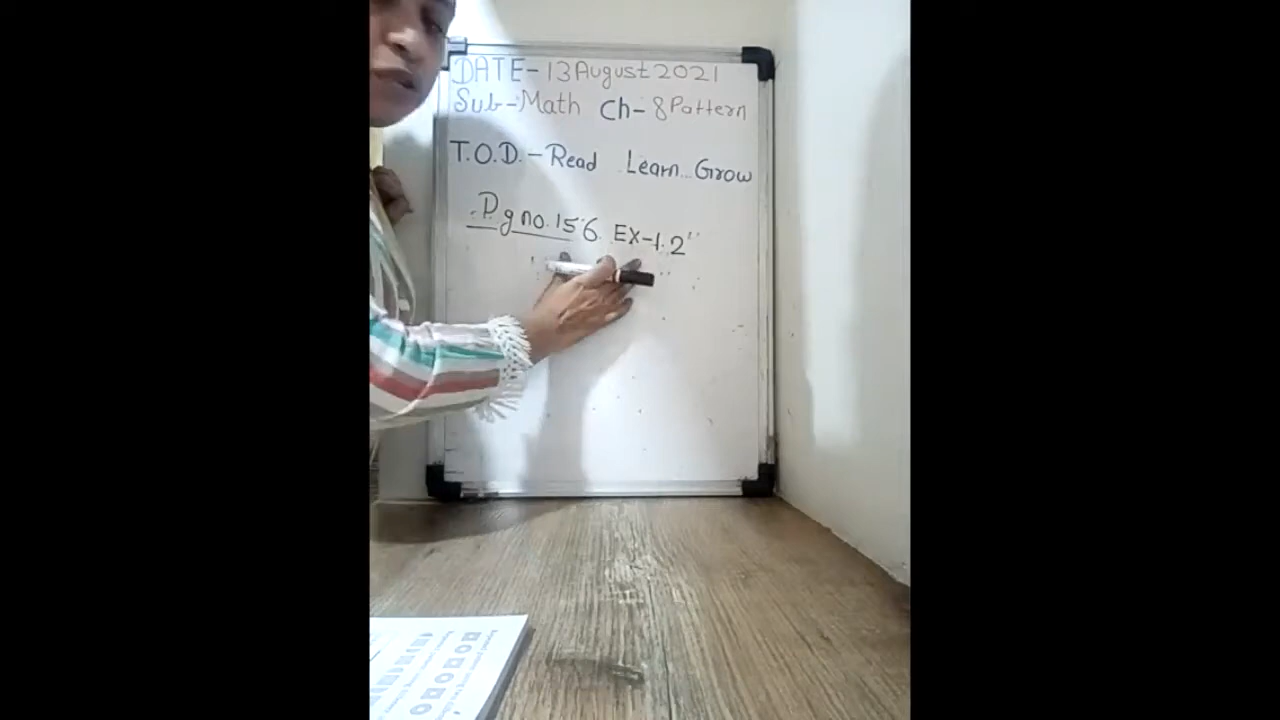 DATE-13 August 2021
Sub-Math Ch-8 Pattern
T.O.D.-Read Learn Grow
Pg no.156 EX-1.2